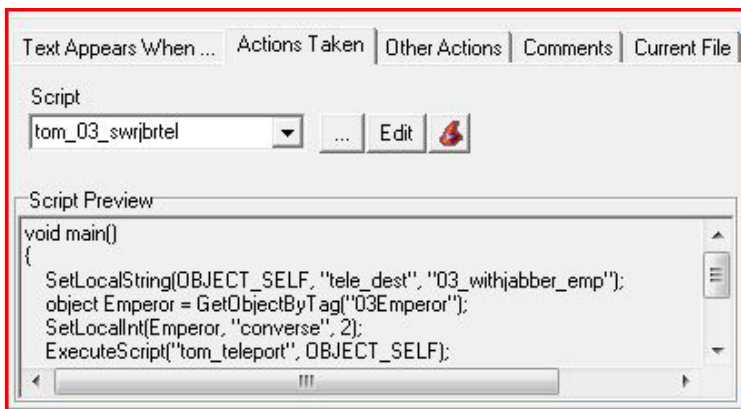 Text Appears When ... Actions Taken Other Actions Comments Current File
Script
tom_03_swrjbrtel ... Edit
Script Preview
void main()
{
SetLocalString(OBJECT_SELF, "tele_dest", "03_withjabber_emp");
object Emperor = GetObjectByTag("03Emperor");
SetLocalInt(Emperor, "converse", 2);
ExecuteScript("tom_teleport", OBJECT_SELF);